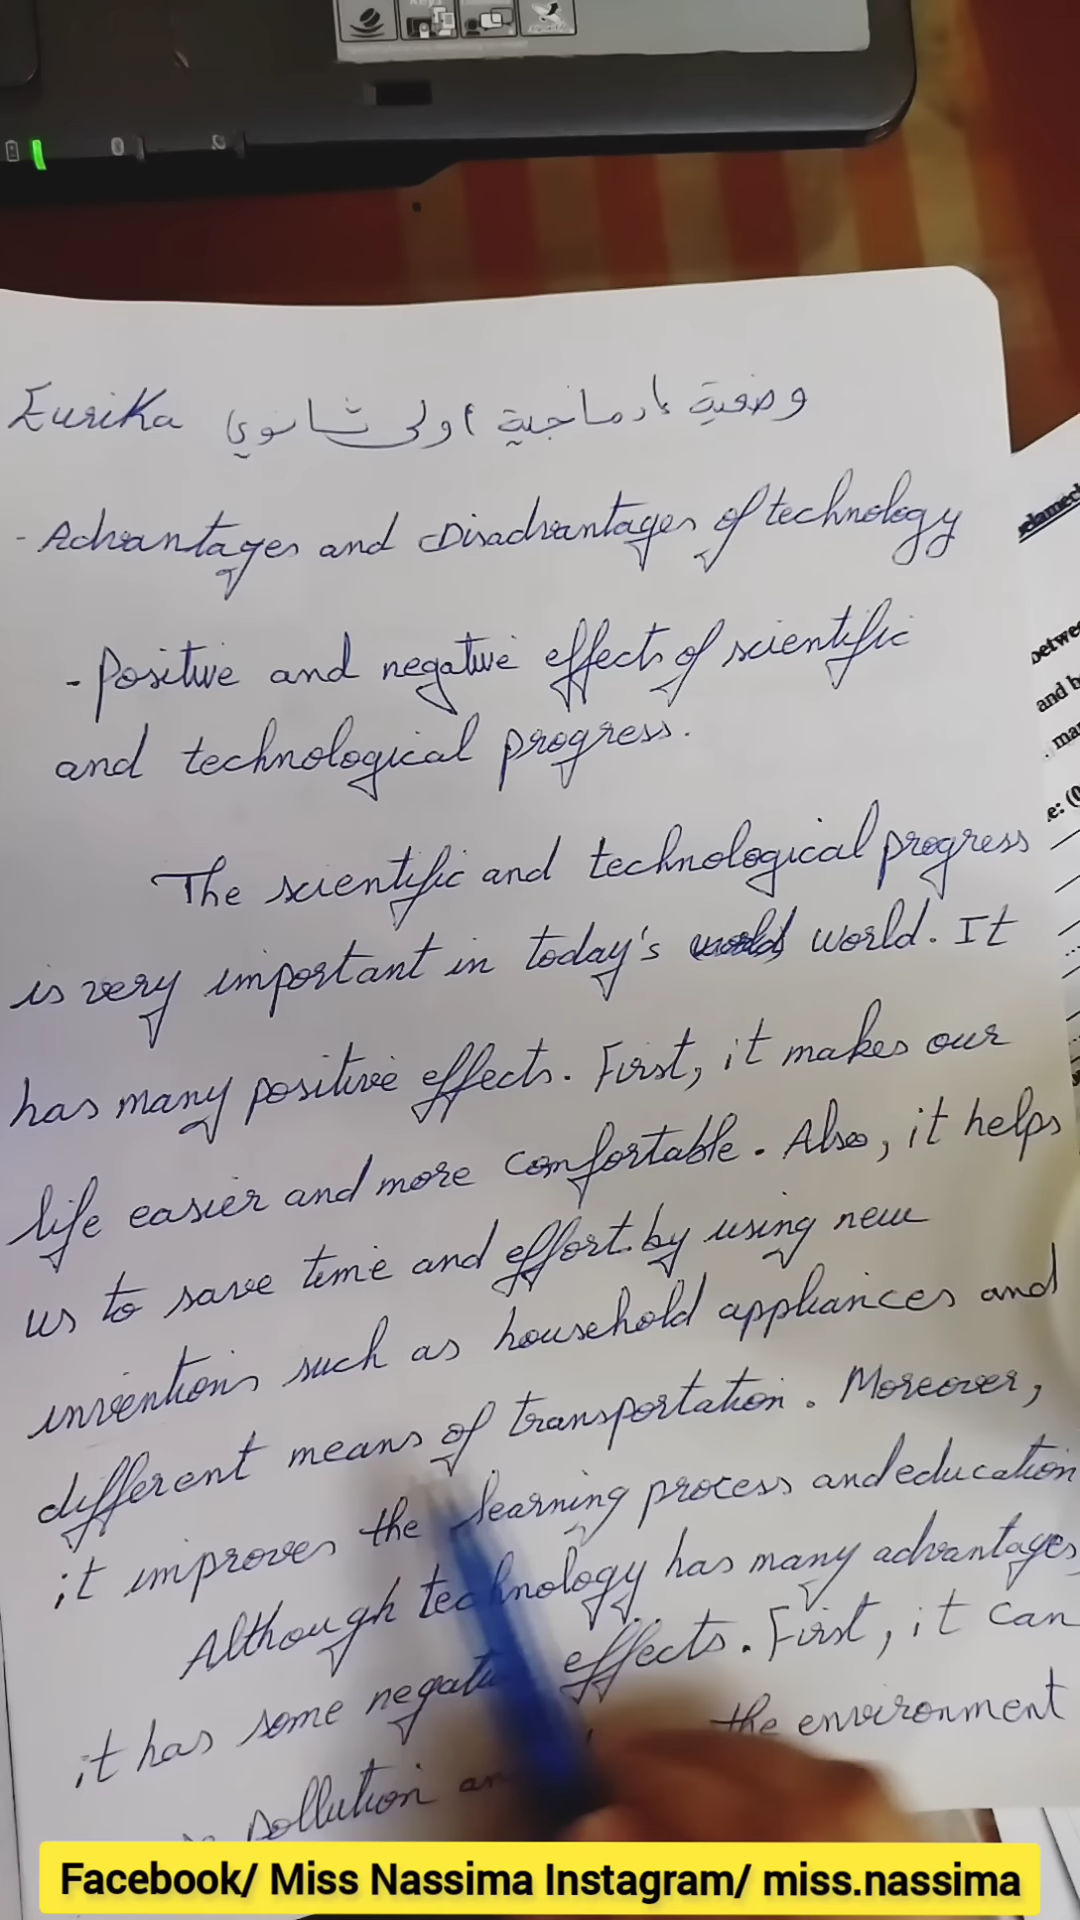 Eurika وضعية إدماجية أولى ثانوي
- Advantages and Disadvantages of technology
- Positive and negative effects of scientific
and technological progress.
The scientific and technological progress
is very important in today's world. It
has many positive effects. First, it makes our
life easier and more comfortable. Also, it helps
us to save time and effort by using new
inventions such as household appliances and
different means of transportation. Moreover,
it improves the learning process and education
Although technology has many advantages,
it has some effects. First, it can
pollution the environment
betwee
and b
Facebook/ Miss Nassima Instagram/ miss.nassima